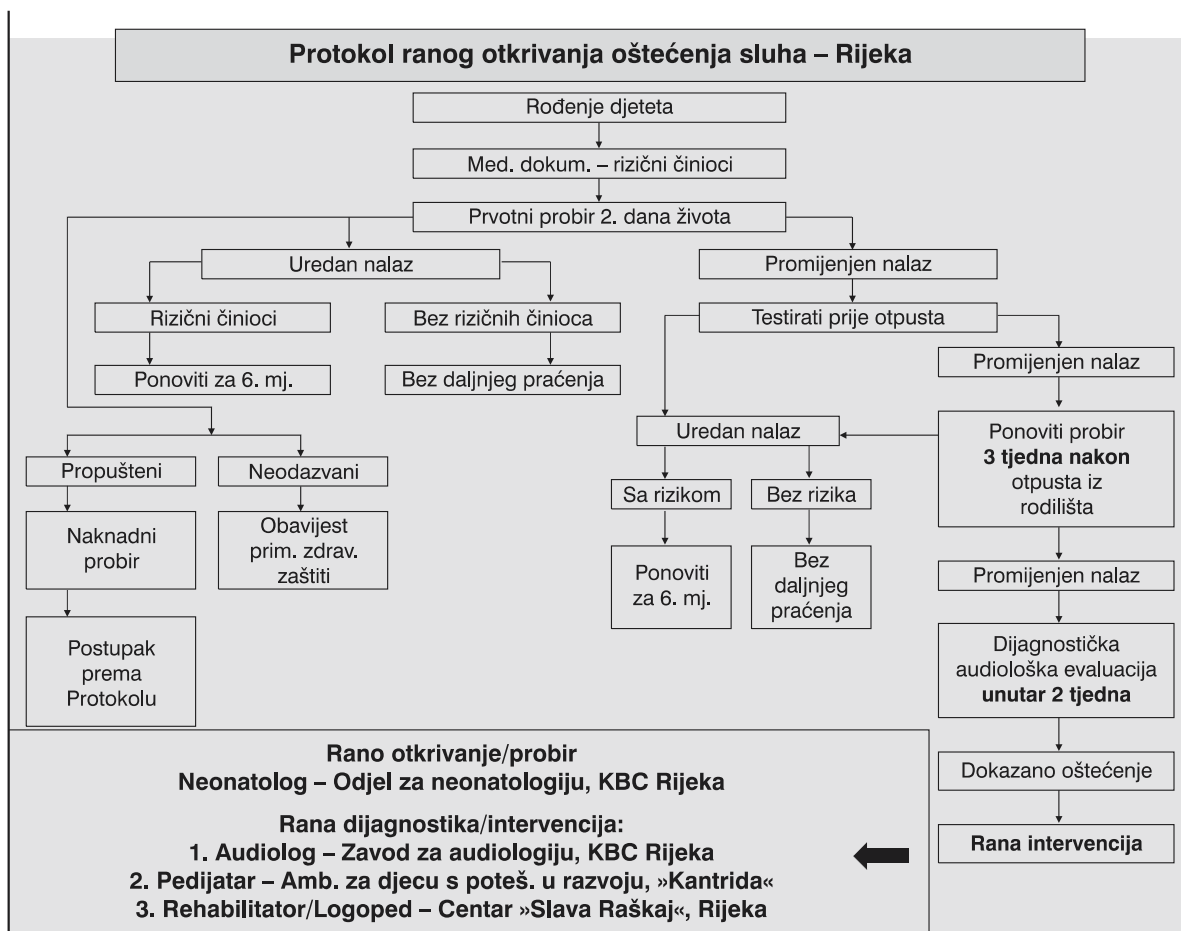 Protokol ranog otkrivanja oštećenja sluha – Rijeka
Rođenje djeteta
Med. dokum. – rizični činioci
Prvotni probir 2. dana života
Uredan nalaz
Promijenjen nalaz
Rizični činioci
Bez rizičnih činioca
Testirati prije otpusta
Ponoviti za 6. mj.
Bez daljnjeg praćenja
Promijenjen nalaz
Uredan nalaz
Ponoviti probir
3 tjedna nakon
otpusta iz
rodilišta
Propušteni
Neodazvani
Sa rizikom
Bez rizika
Naknadni
probir
Obavijest
prim. zdrav.
zaštiti
Ponoviti
za 6. mj.
Bez
daljnjeg
praćenja
Promijenjen nalaz
Postupak
prema
Protokolu
Dijagnostička
audiološka evaluacija
unutar 2 tjedna
Dokazano oštećenje
Rana intervencija
Rano otkrivanje/probir
Neonatolog – Odjel za neonatologiju, KBC Rijeka
Rana dijagnostika/intervencija:
1. Audiolog – Zavod za audiologiju, KBC Rijeka
2. Pedijatar – Amb. za djecu s poteš. u razvoju, »Kantrida«
3. Rehabilitator/Logoped – Centar »Slava Raškaj«, Rijeka